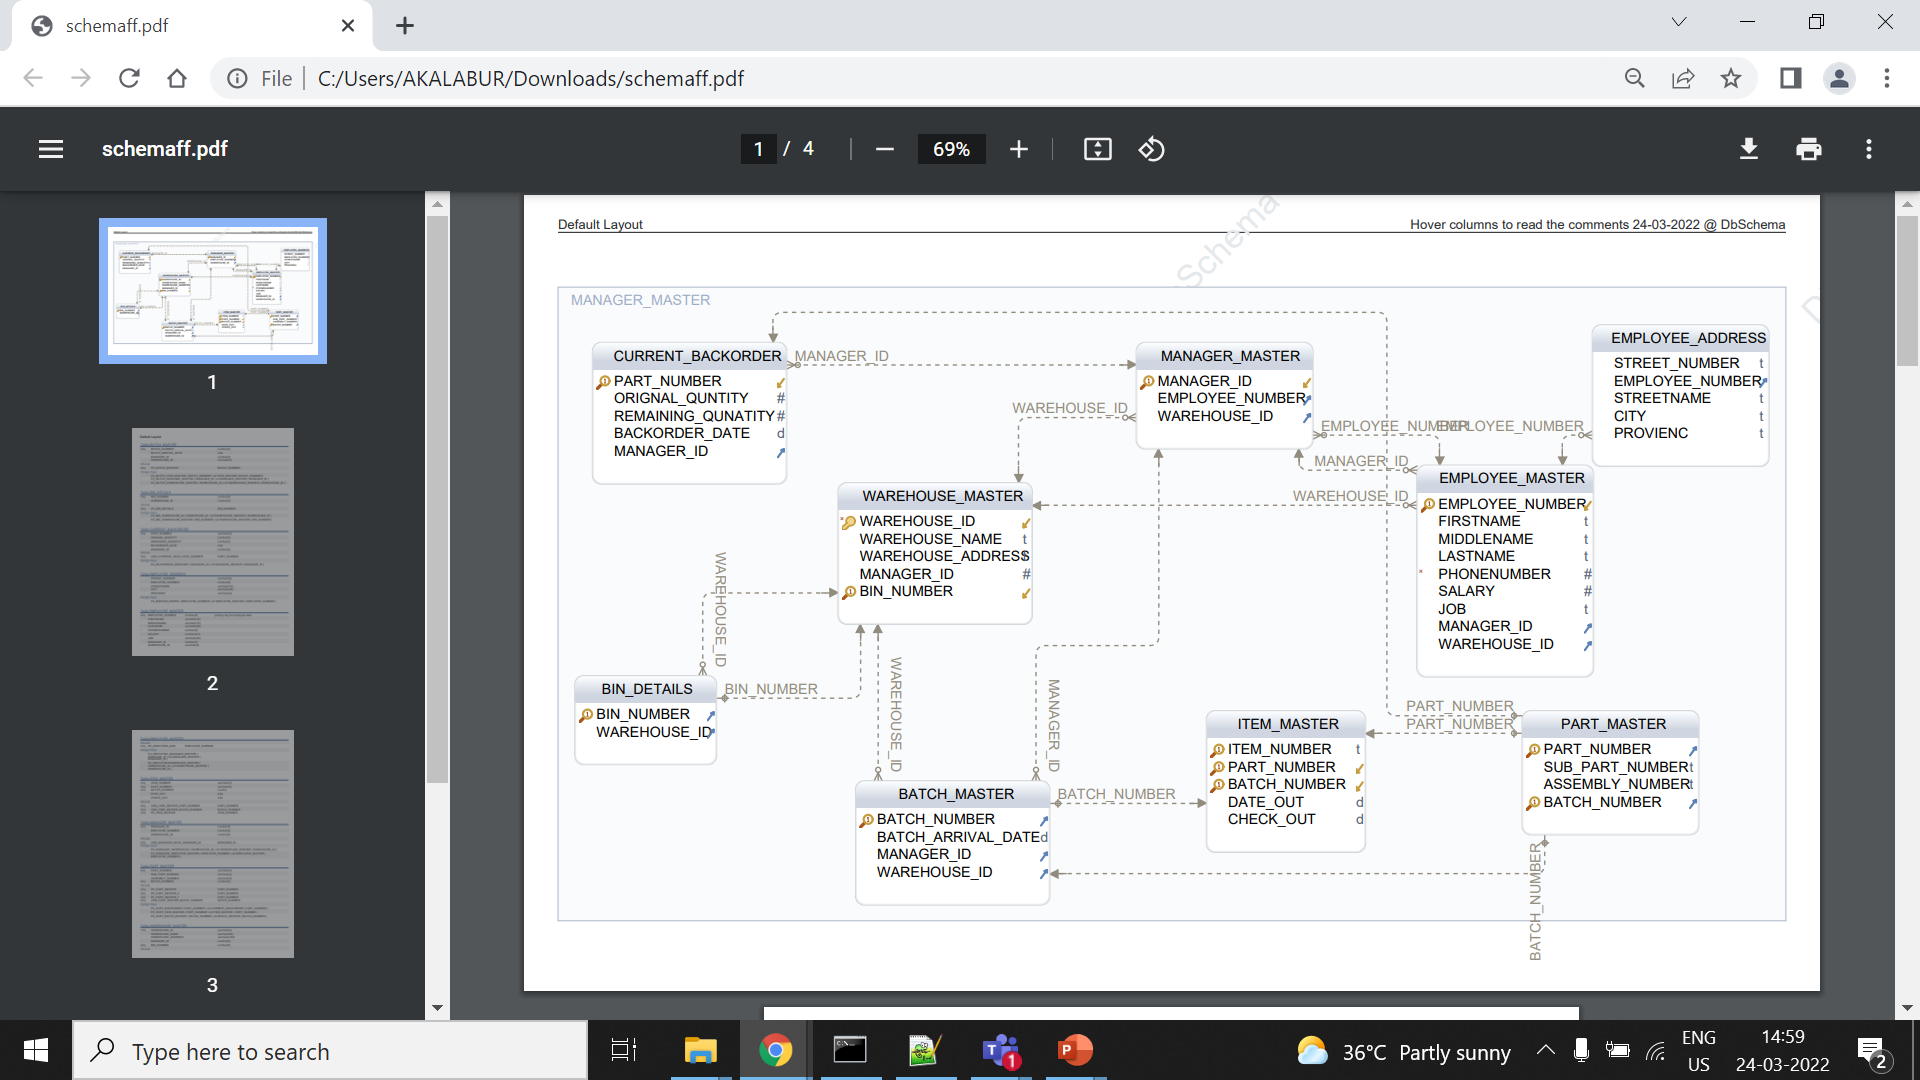 schemaff.pdf
File
C:/Users/AKALABUR/Downloads/schemaff.pdf
schemaff.pdf
1 / 4
69%
1
2
3
Default Layout
Hover columns to read the comments 24-03-2022 @ DbSchema
Schema
MANAGER_MASTER
CURRENT_BACKORDER
PART_NUMBER
ORIGNAL_QUNTITY #
REMAINING_QUNATITY #
BACKORDER_DATE d
MANAGER_ID
MANAGER_ID
MANAGER_MASTER
MANAGER_ID
EMPLOYEE_NUMBER
WAREHOUSE_ID
WAREHOUSE_ID
EMPLOYEE_ADDRESS
STREET_NUMBER t
EMPLOYEE_NUMBER
STREETNAME t
CITY t
PROVIENC t
EMPLOYEE_NUMBER
EMPLOYEE_NUMBER
MANAGER_ID
WAREHOUSE_ID
WAREHOUSE_MASTER
WAREHOUSE_ID
WAREHOUSE_NAME t
WAREHOUSE_ADDRESS
MANAGER_ID #
BIN_NUMBER
EMPLOYEE_MASTER
EMPLOYEE_NUMBER
FIRSTNAME t
MIDDLENAME t
LASTNAME t
PHONENUMBER #
SALARY #
JOB t
MANAGER_ID
WAREHOUSE_ID
WAREHOUSE_ID
BIN_DETAILS
BIN_NUMBER
WAREHOUSE_ID
BIN_NUMBER
WAREHOUSE_ID
MANAGER_ID
BATCH_MASTER
BATCH_NUMBER
BATCH_ARRIVAL_DATE d
MANAGER_ID
WAREHOUSE_ID
BATCH_NUMBER
ITEM_MASTER
ITEM_NUMBER t
PART_NUMBER
BATCH_NUMBER
DATE_OUT d
CHECK_OUT d
PART_NUMBER
PART_NUMBER
PART_MASTER
PART_NUMBER
SUB_PART_NUMBER t
ASSEMBLY_NUMBER t
BATCH_NUMBER
BATCH_NUMBER
Type here to search
1
36°C Partly sunny
ENG
US
14:59
24-03-2022
2